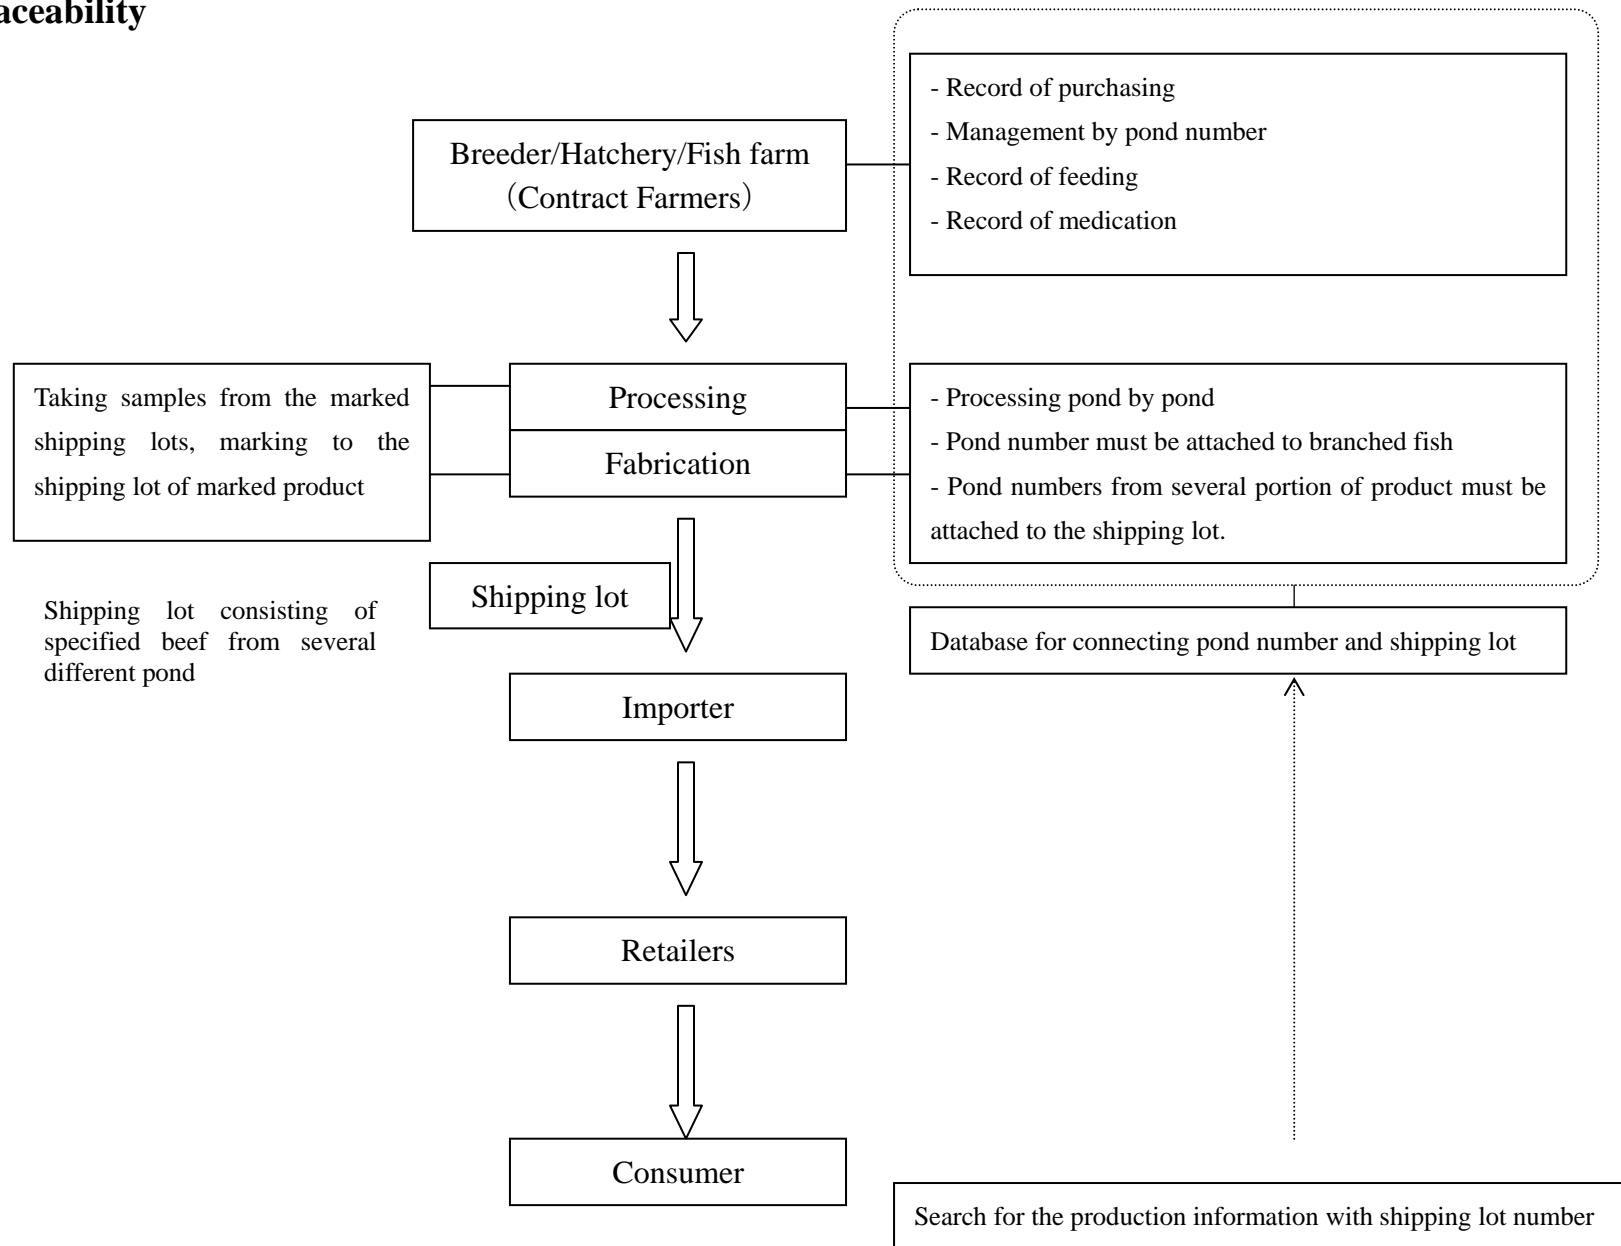 aceability
- Record of purchasing
- Management by pond number
- Record of feeding
- Record of medication
Breeder/Hatchery/Fish farm
（Contract Farmers）
Taking samples from the marked
shipping lots, marking to the
shipping lot of marked product
Processing
Fabrication
- Processing pond by pond
- Pond number must be attached to branched fish
- Pond numbers from several portion of product must be
attached to the shipping lot.
Shipping lot
Shipping lot consisting of
specified beef from several
different pond
Database for connecting pond number and shipping lot
Importer
Retailers
Consumer
Search for the production information with shipping lot number